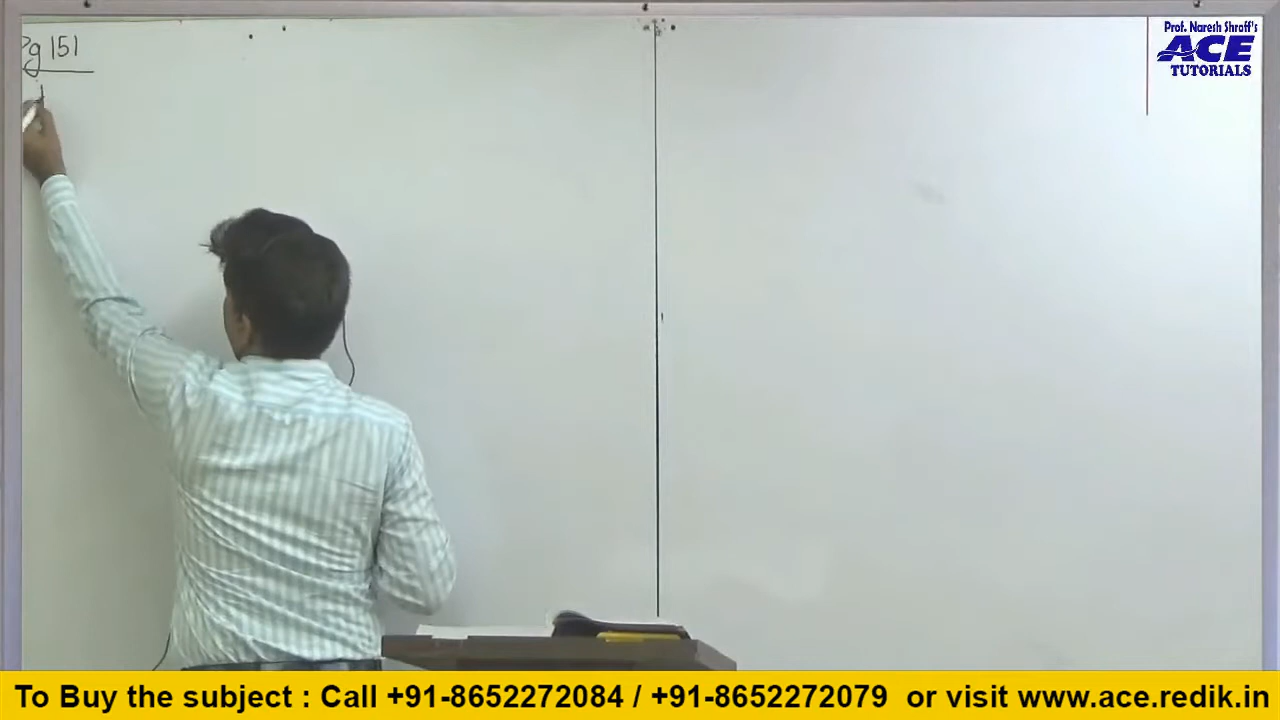 Pg 151
Prof. Naresh Shroff's
ACE
TUTORIALS
To Buy the subject : Call +91-8652272084 / +91-8652272079 or visit www.ace.redik.in